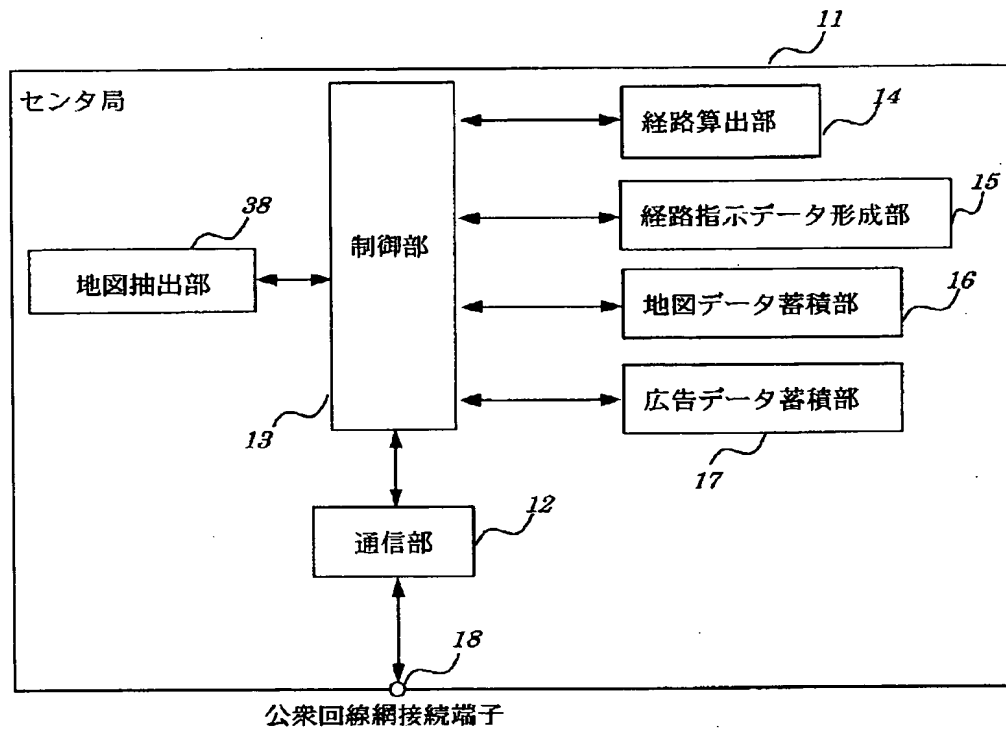 11
センタ局
経路算出部
14
制御部
経路指示データ形成部
15
38
地図抽出部
地図データ蓄積部
16
広告データ蓄積部
17
13
通信部
12
18
公衆回線網接続端子